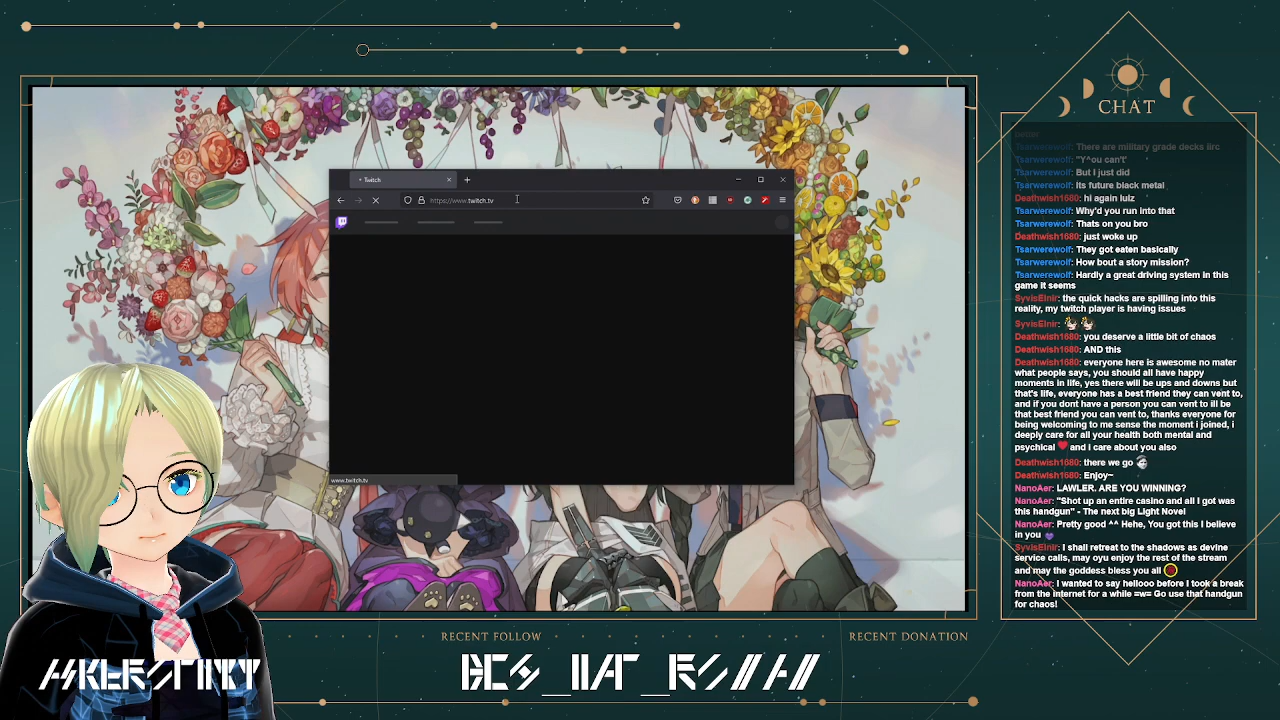 CHAT
better
Tsarwerewolf: There are military grade decks iirc
Tsarwerewolf: "Y^ou can't'
Tsarwerewolf: But I just did
Tsarwerewolf: Its future black metal
Deathwish1680: hi again lulz
Tsarwerewolf: Why'd you run into that
Tsarwerewolf: Thats on you bro
Deathwish1680: just woke up
Tsarwerewolf: They got eaten basically
Tsarwerewolf: How bout a story mission?
Tsarwerewolf: Hardly a great driving system in this
game it seems
SyvisElnir: the quick hacks are spilling into this
reality, my twitch player is having issues
SyvisElnir:
Deathwish1680: you deserve a little bit of chaos
Deathwish1680: AND this
Deathwish1680: everyone here is awesome no mater
what people says, you should all have happy
moments in life, yes there will be ups and downs but
that's life, everyone has a best friend they can vent to,
and if you dont have a person you can vent to ill be
that best friend you can vent to, thanks everyone for
being welcoming to me sense the moment i joined, i
deeply care for all your health both mental and
psychical and i care about you also
Deathwish1680: there we go
Deathwish1680: Enjoy~
NanoAer: LAWLER, ARE YOU WINNING?
NanoAer: "Shot up an entire casino and all I got was
this handgun" - The next big Light Novel
NanoAer: Pretty good ^^ Hehe, You got this I believe
in you
SyvisElnir: I shall retreat to the shadows as devine
service calls, may oyu enjoy the rest of the stream
and may the goddess bless you all
NanoAer: I wanted to say hellooo before I took a break
from the internet for a while =w= Go use that handgun
for chaos!
Twitch
https://www.twitch.tv
www.twitch.tv
RECENT FOLLOW
RECENT DONATION